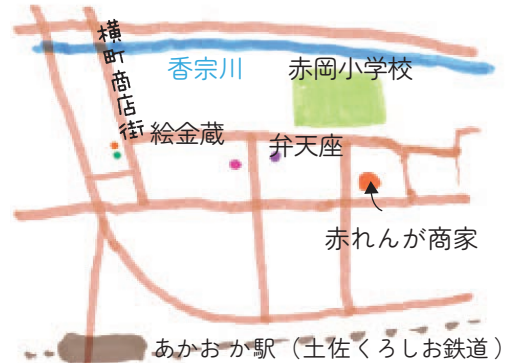 横町商店街
香宗川
赤岡小学校
絵金蔵
弁天座
赤れんが商家
あかおか駅（土佐くろしお鉄道）